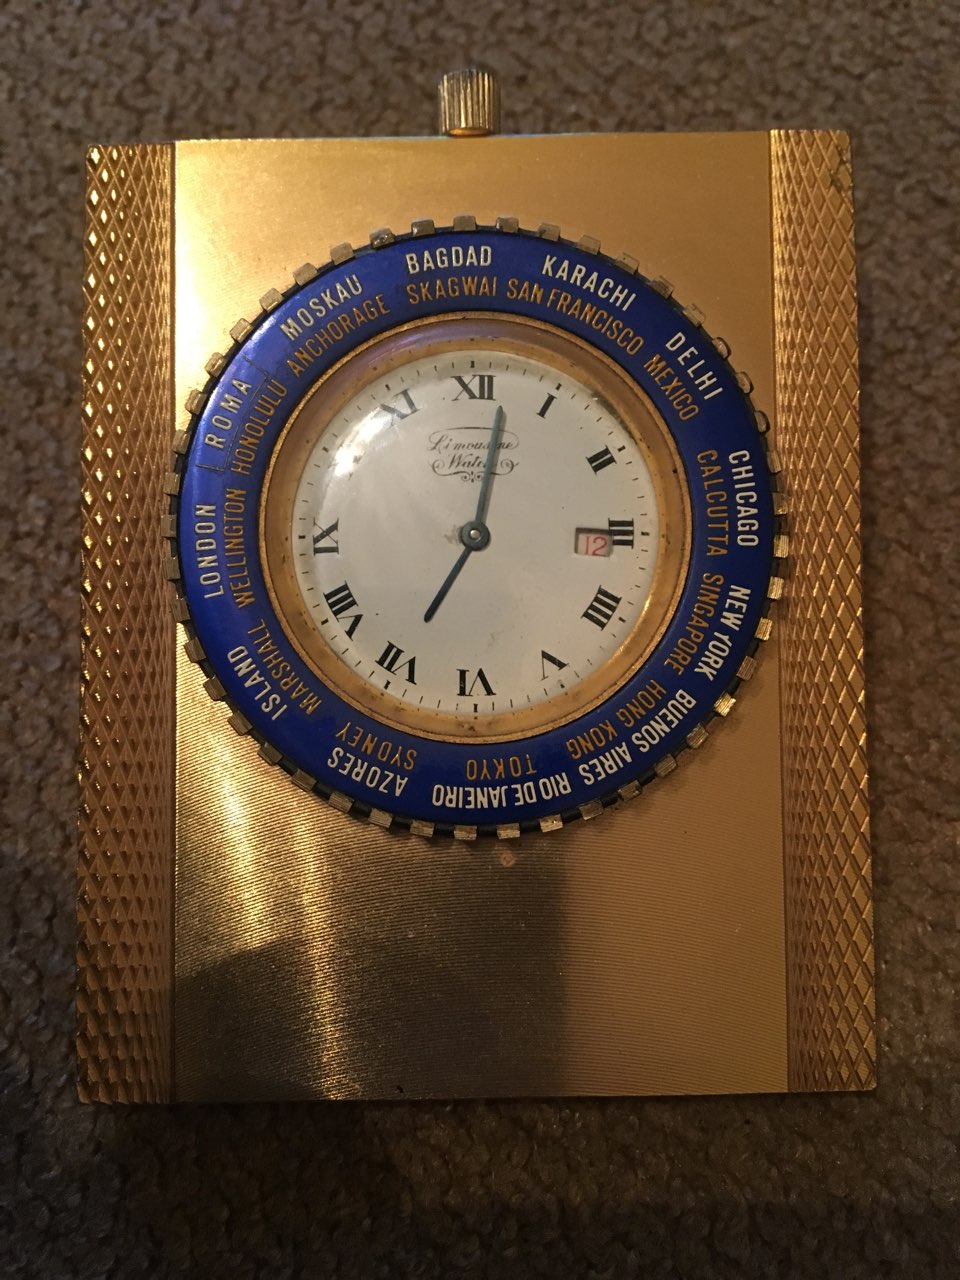 BAGDAD
KARACHI
DELHI
CHICAGO
NEW YORK
BUENOS AIRES
RIO DE JANEIRO
AZORES
ISLAND
LONDON
ROMA
MOSKAU
SKAGWAI
SAN FRANCISCO
MEXICO
CALCUTTA
SINGAPORE
HONG KONG
TOKYO
SYDNEY
MARSHALL
WELLINGTON
HONOLULU
ANCHORAGE
XII
I
II
III
IIII
V
VI
VII
VIII
IX
XI
Limousine
Watch
12